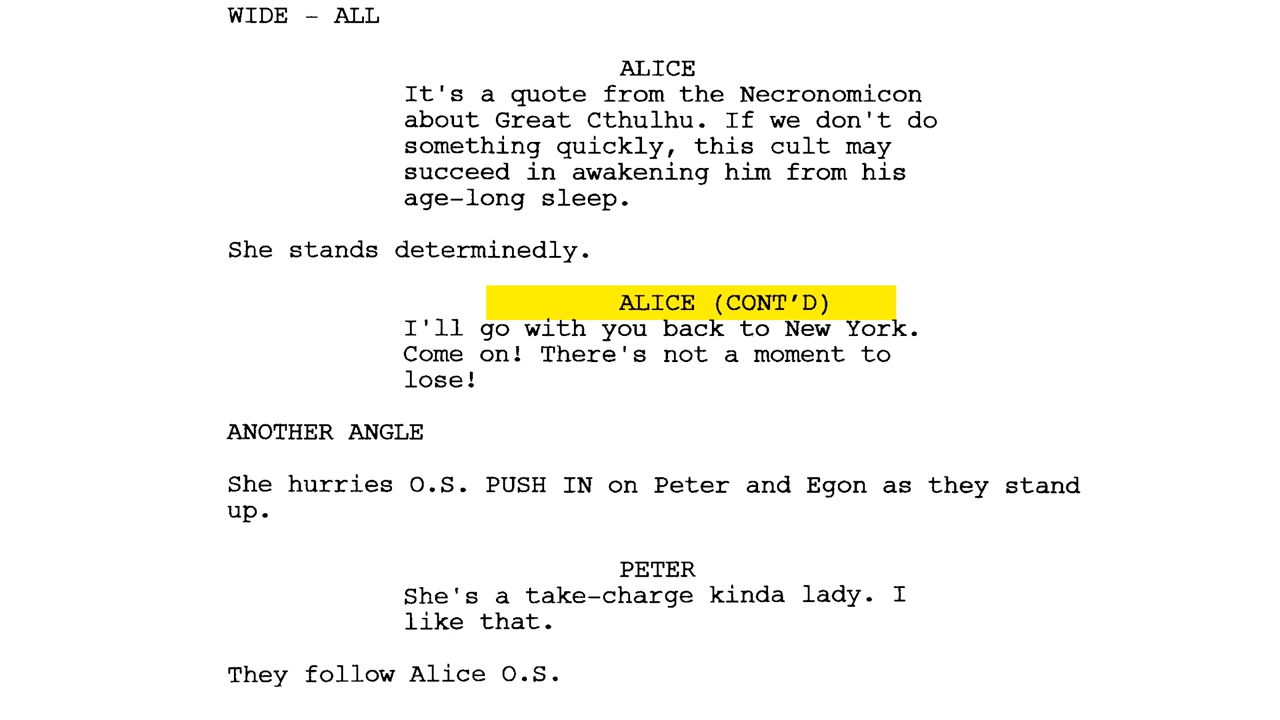 WIDE – ALL
ALICE
It's a quote from the Necronomicon
about Great Cthulhu. If we don't do
something quickly, this cult may
succeed in awakening him from his
age–long sleep.
She stands determinedly.
ALICE (CONT’D)
I'll go with you back to New York.
Come on! There's not a moment to
lose!
ANOTHER ANGLE
She hurries O.S. PUSH IN on Peter and Egon as they stand
up.
PETER
She's a take–charge kinda lady. I
like that.
They follow Alice O.S.